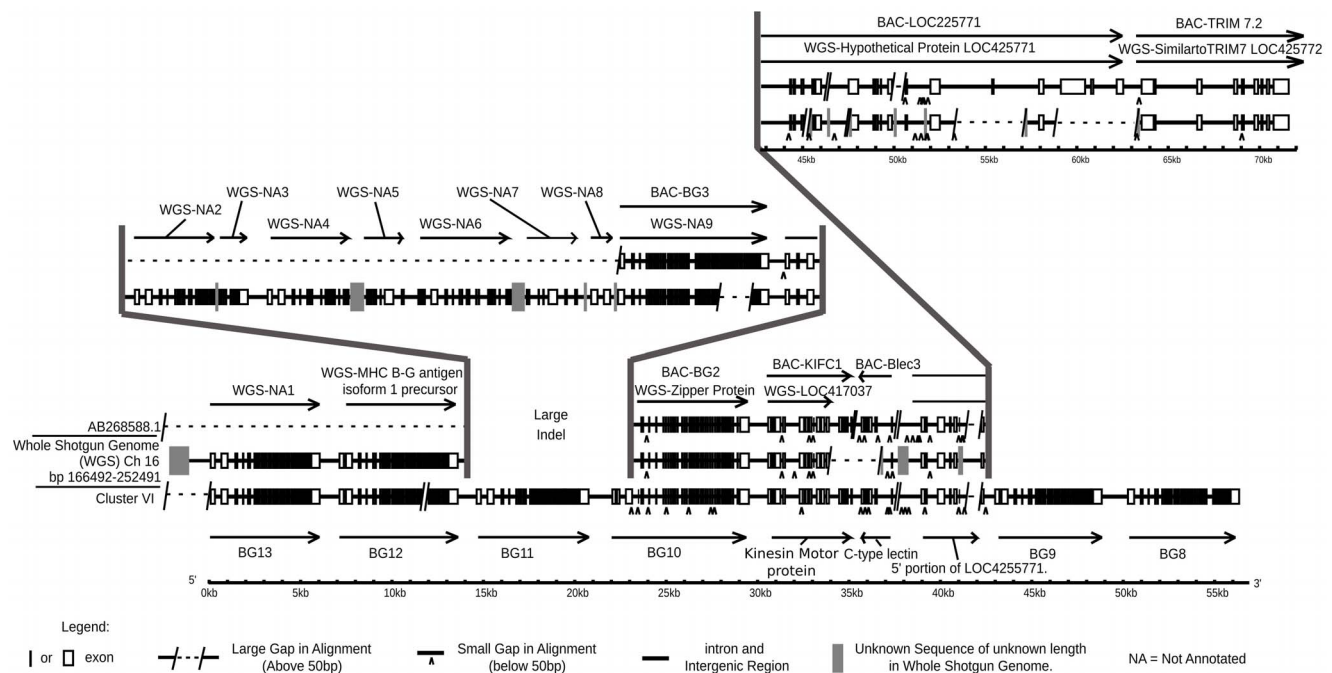 BAC-LOC225771
BAC-TRIM 7.2
WGS-Hypothetical Protein LOC425771
WGS-SimilartoTRIM7 LOC425772
45kb 50kb 55kb 60kb 65kb 70kb
WGS-NA2
WGS-NA3
WGS-NA4
WGS-NA5
WGS-NA6
WGS-NA7
WGS-NA8
BAC-BG3
WGS-NA9
WGS-NA1
WGS-MHC B-G antigen
isoform 1 precursor
Large
Indel
BAC-BG2
WGS-Zipper Protein
BAC-KIFC1
BAC-Blec3
WGS-LOC417037
AB268588.1
Whole Shotgun Genome
(WGS) Ch 16
bp 166492-252491
Cluster VI
BG13
BG12
BG11
BG10
Kinesin Motor
protein
C-type lectin
5' portion of LOC4255771.
BG9
BG8
5'
3'
0kb 5kb 10kb 15kb 20kb 25kb 30kb 35kb 40kb 45kb 50kb 55kb
Legend:
or
exon
Large Gap in Alignment
(Above 50bp)
Small Gap in Alignment
(below 50bp)
intron and
Intergenic Region
Unknown Sequence of unknown length
in Whole Shotgun Genome.
NA = Not Annotated